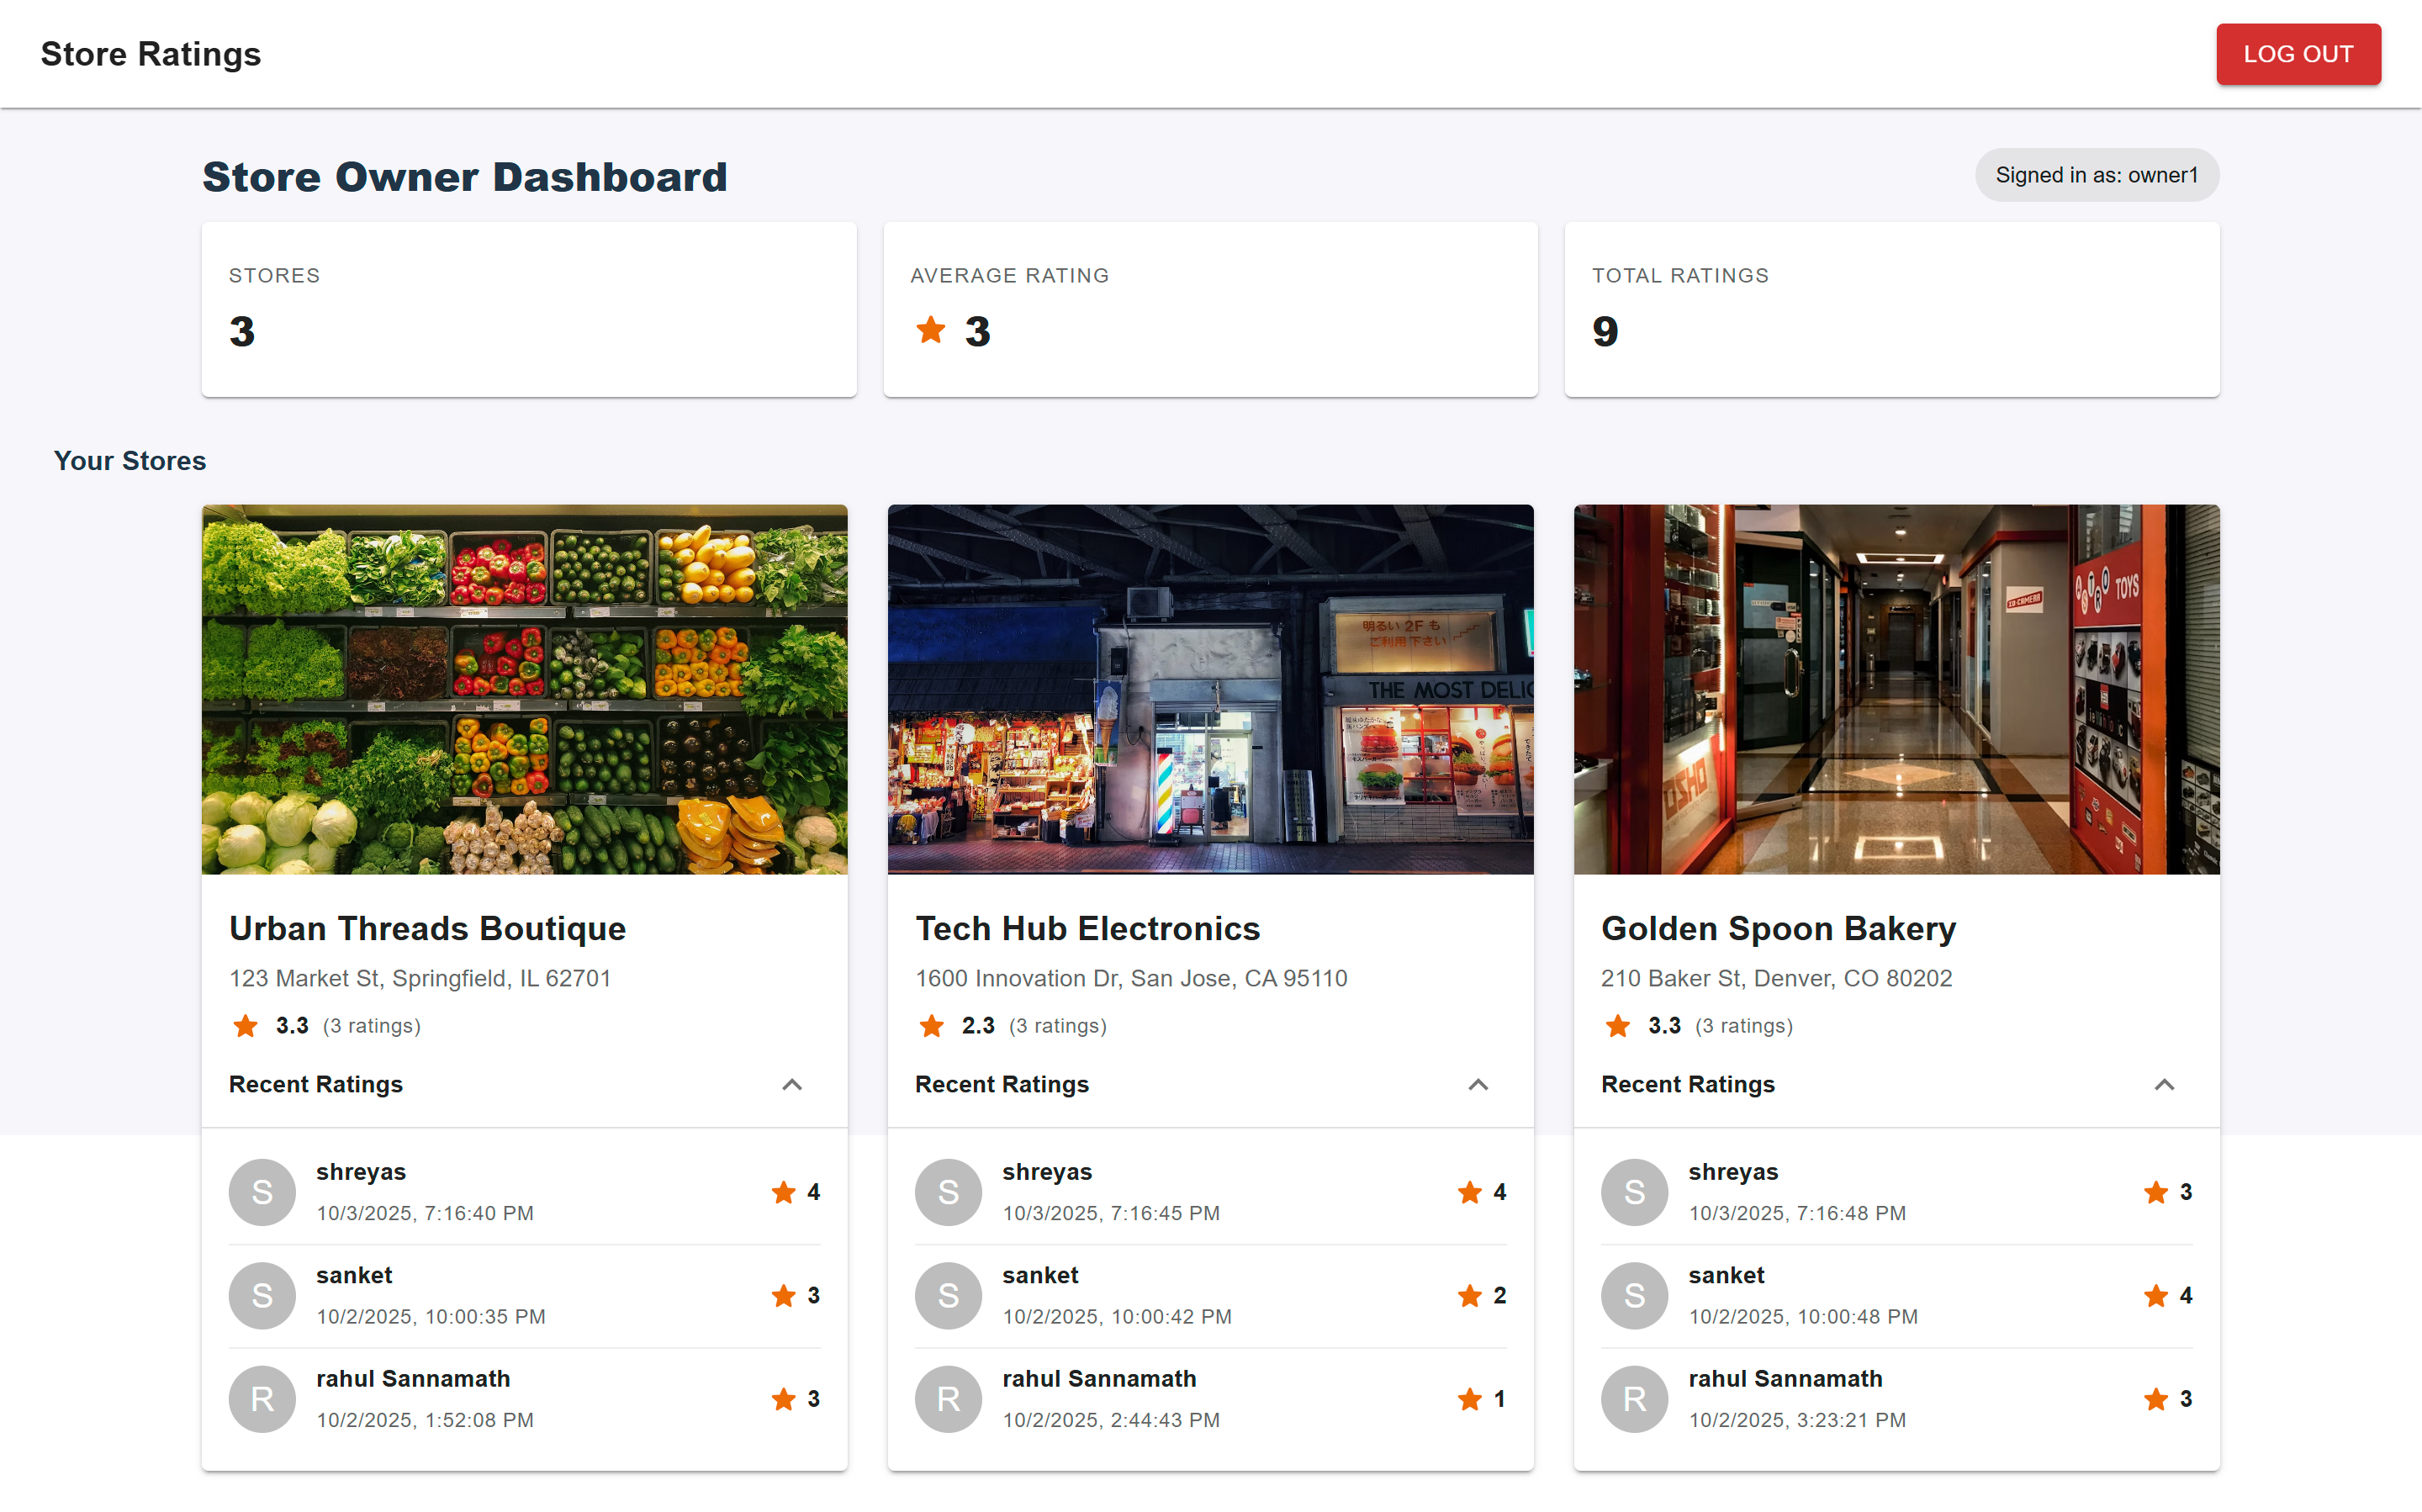 Store Ratings
LOG OUT
Store Owner Dashboard
Signed in as: owner1
STORES
3
AVERAGE RATING
3
TOTAL RATINGS
9
Your Stores
明るい 2F も
ご利用下さい
THE MOST DELIC
ASTRO TOYS
Urban Threads Boutique
123 Market St, Springfield, IL 62701
3.3 (3 ratings)
Recent Ratings
shreyas
10/3/2025, 7:16:40 PM
4
sanket
10/2/2025, 10:00:35 PM
3
rahul Sannamath
10/2/2025, 1:52:08 PM
3
Tech Hub Electronics
1600 Innovation Dr, San Jose, CA 95110
2.3 (3 ratings)
Recent Ratings
shreyas
10/3/2025, 7:16:45 PM
4
sanket
10/2/2025, 10:00:42 PM
2
rahul Sannamath
10/2/2025, 2:44:43 PM
1
Golden Spoon Bakery
210 Baker St, Denver, CO 80202
3.3 (3 ratings)
Recent Ratings
shreyas
10/3/2025, 7:16:48 PM
3
sanket
10/2/2025, 10:00:48 PM
4
rahul Sannamath
10/2/2025, 3:23:21 PM
3
S
S
R
S
S
R
S
S
R